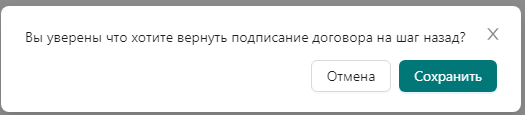 Вы уверены что хотите вернуть подписание договора на шаг назад?
Отмена Сохранить